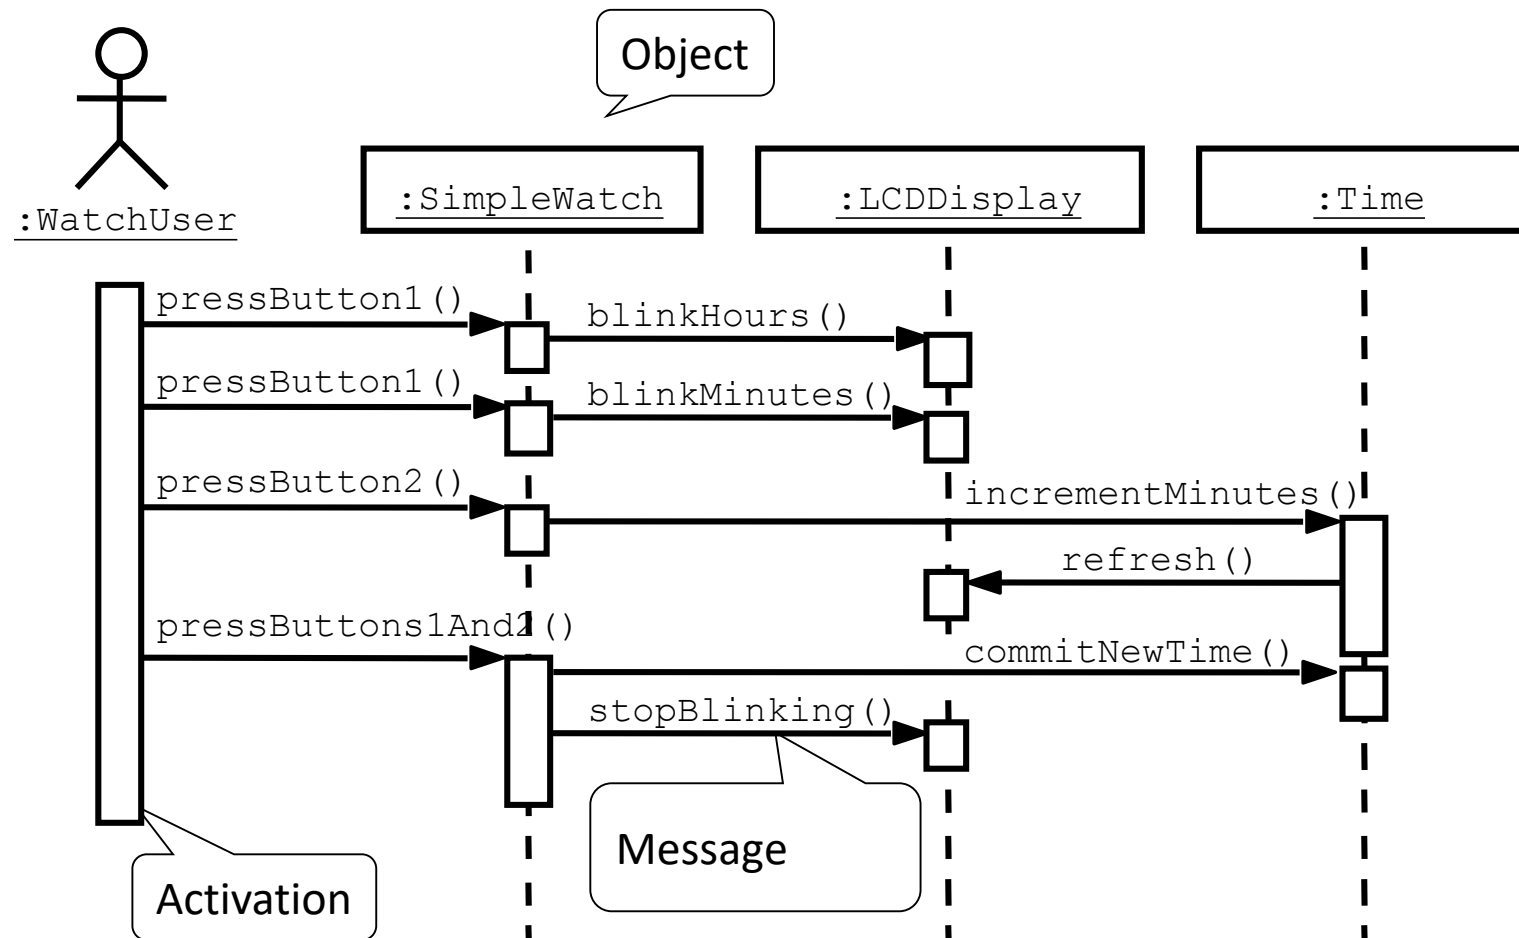 Object
:WatchUser
:SimpleWatch
:LCDDisplay
:Time
pressButton1()
blinkHours()
pressButton1()
blinkMinutes()
pressButton2()
incrementMinutes()
refresh()
pressButtons1And2()
commitNewTime()
stopBlinking()
Message
Activation